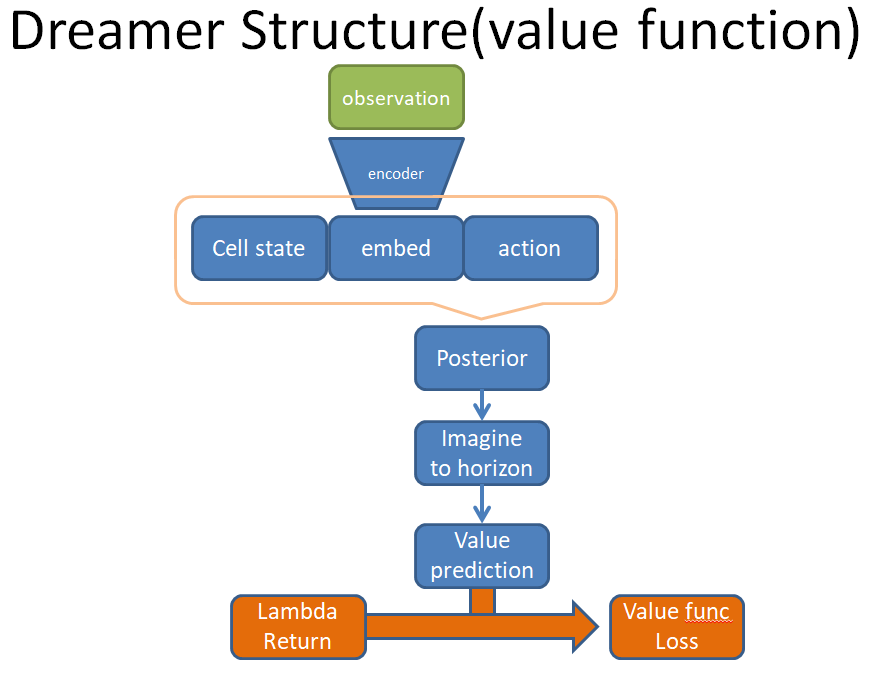 Dreamer Structure(value function)
observation
encoder
Cell state
embed
action
Posterior
Imagine
to horizon
Value
prediction
Lambda
Return
Value func
Loss